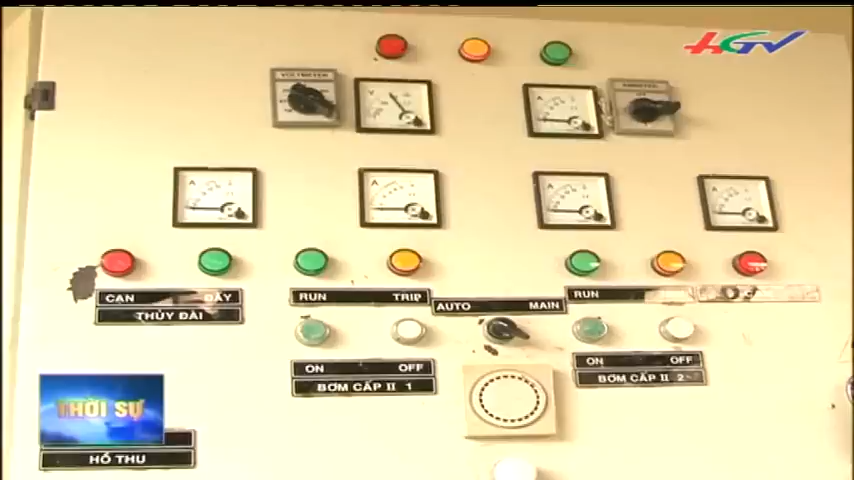 HGTV
VOLTMETER
V
A
A
A
A
A
CẠN ĐẦY
THỦY ĐÀI
RUN TRIP
AUTO MAIN
RUN
ON OFF
BƠM CẤP II 1
ON OFF
BƠM CẤP II 2
THỜI SỰ
HỒ THU